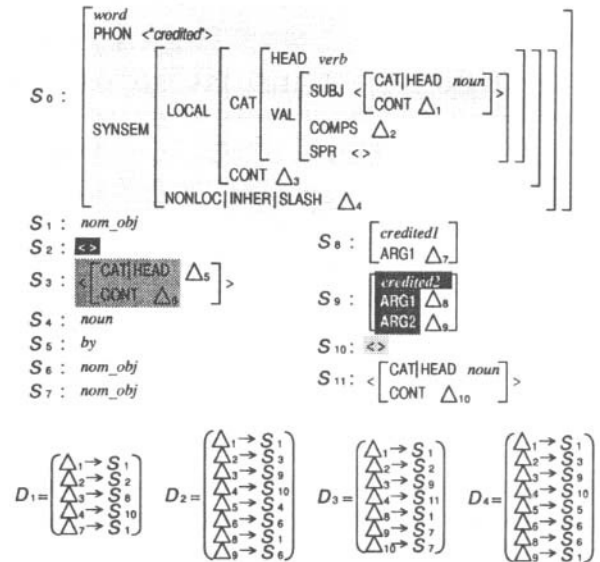 word
PHON <"credited">
HEAD verb
SUBJ < CAT|HEAD noun
CONT △1 >
S0 : SYNSEM LOCAL CAT VAL COMPS △2
SPR <>
CONT △3
NONLOC|INHER|SLASH △4
S1 : nom_obj
S2 : <>
S3 : < CAT|HEAD △5
CONT △6 >
S4 : noun
S5 : by
S6 : nom_obj
S7 : nom_obj
S8 : credited1
ARG1 △7
S9 : credited2
ARG1 △8
ARG2 △9
S10 : <>
S11 : < CAT|HEAD noun
CONT △10 >
D1= △1→S1
△2→S2
△3→S8
△4→S10
△7→S1
D2= △1→S1
△2→S3
△3→S9
△4→S10
△5→S4
△6→S6
△8→S1
△9→S6
D3= △1→S1
△2→S2
△3→S9
△4→S11
△8→S1
△9→S7
△10→S7
D4= △1→S1
△2→S3
△3→S9
△4→S10
△5→S5
△6→S6
△8→S6
△9→S1